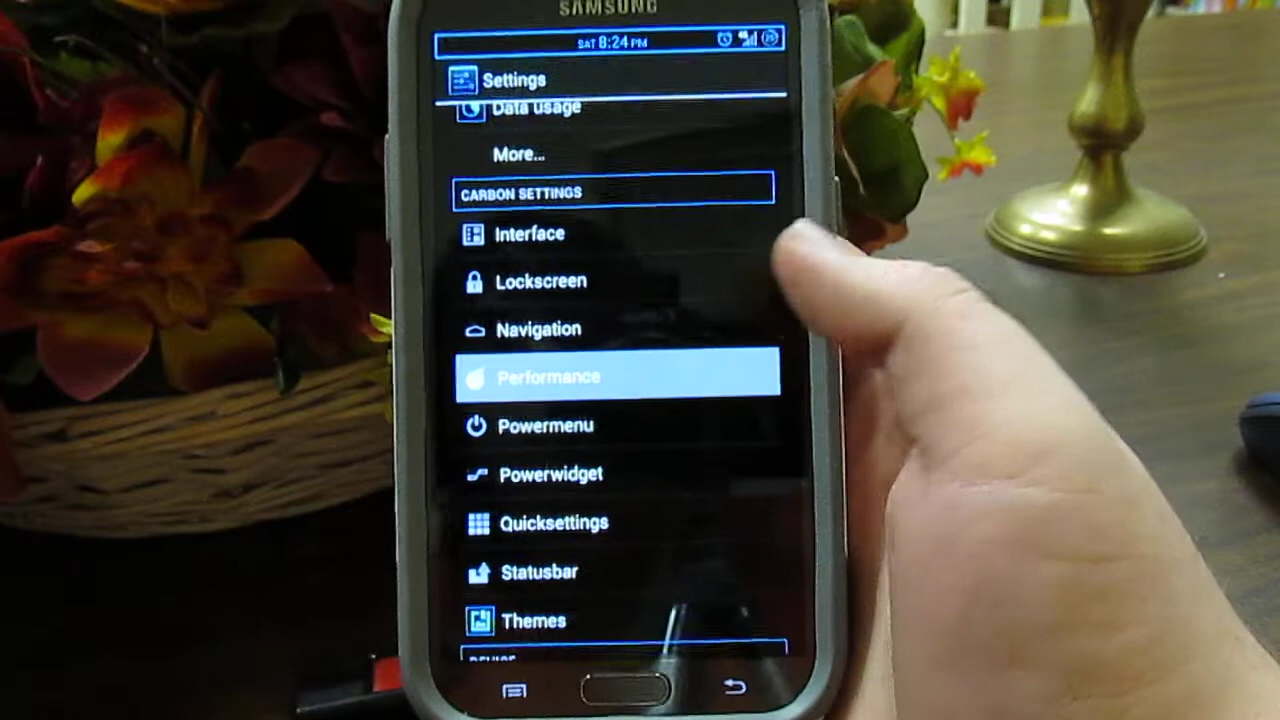 SAMSUNG
SAT 8:24 PM
Settings
Data usage
More...
CARBON SETTINGS
Interface
Lockscreen
Navigation
Performance
Powermenu
Powerwidget
Quicksettings
Statusbar
Themes
DEVICE